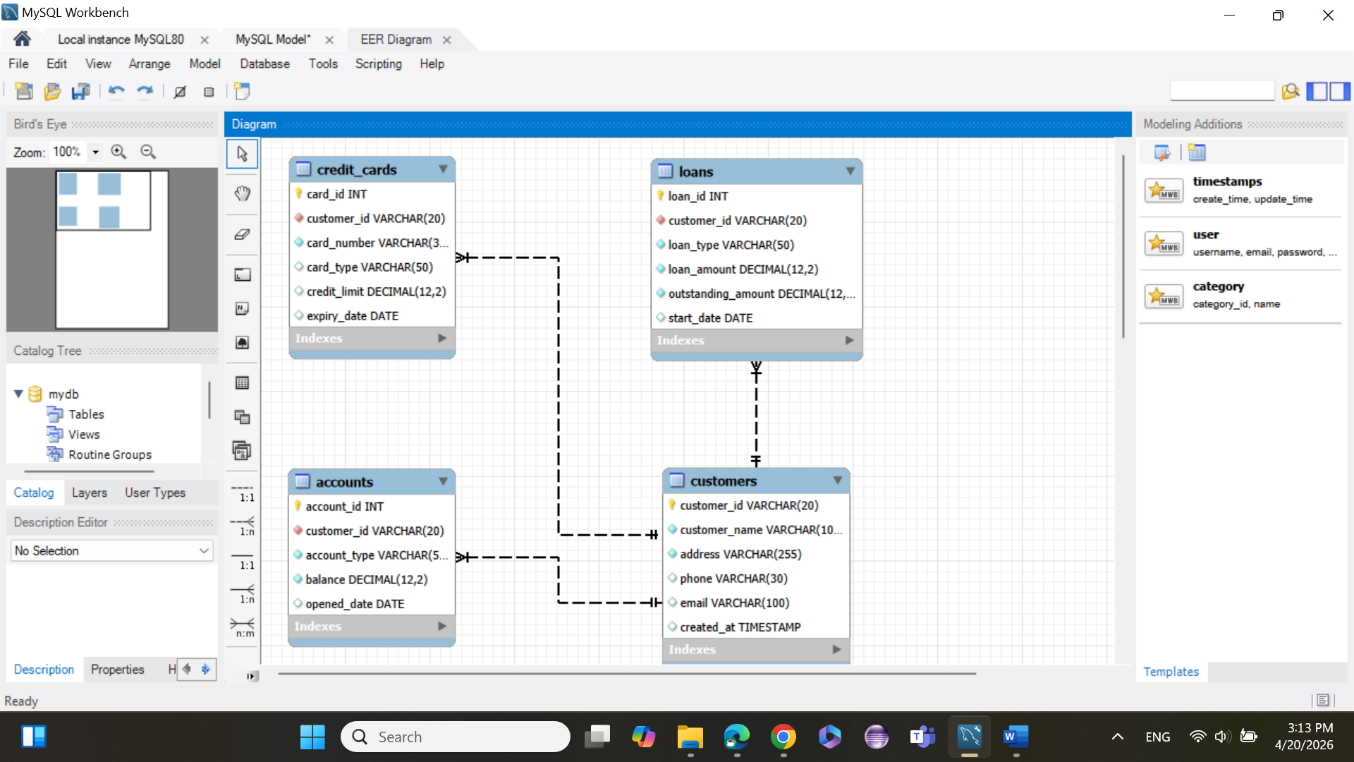 MySQL Workbench
Local instance MySQL80
MySQL Model*
EER Diagram
File Edit View Arrange Model Database Tools Scripting Help
Bird's Eye
Zoom: 100%
Catalog Tree
mydb
Tables
Views
Routine Groups
Catalog Layers User Types
Description Editor
No Selection
Description Properties H
Ready
1:1
1:n
1:1
1:n
n:m
Diagram
credit_cards
card_id INT
customer_id VARCHAR(20)
card_number VARCHAR(3...
card_type VARCHAR(50)
credit_limit DECIMAL(12,2)
expiry_date DATE
Indexes
loans
loan_id INT
customer_id VARCHAR(20)
loan_type VARCHAR(50)
loan_amount DECIMAL(12,2)
outstanding_amount DECIMAL(12,...
start_date DATE
Indexes
accounts
account_id INT
customer_id VARCHAR(20)
account_type VARCHAR(5...
balance DECIMAL(12,2)
opened_date DATE
Indexes
customers
customer_id VARCHAR(20)
customer_name VARCHAR(10...
address VARCHAR(255)
phone VARCHAR(30)
email VARCHAR(100)
created_at TIMESTAMP
Indexes
Modeling Additions
MWB
timestamps
create_time, update_time
MWB
user
username, email, password, ...
MWB
category
category_id, name
Templates
Search
ENG
3:13 PM
4/20/2026